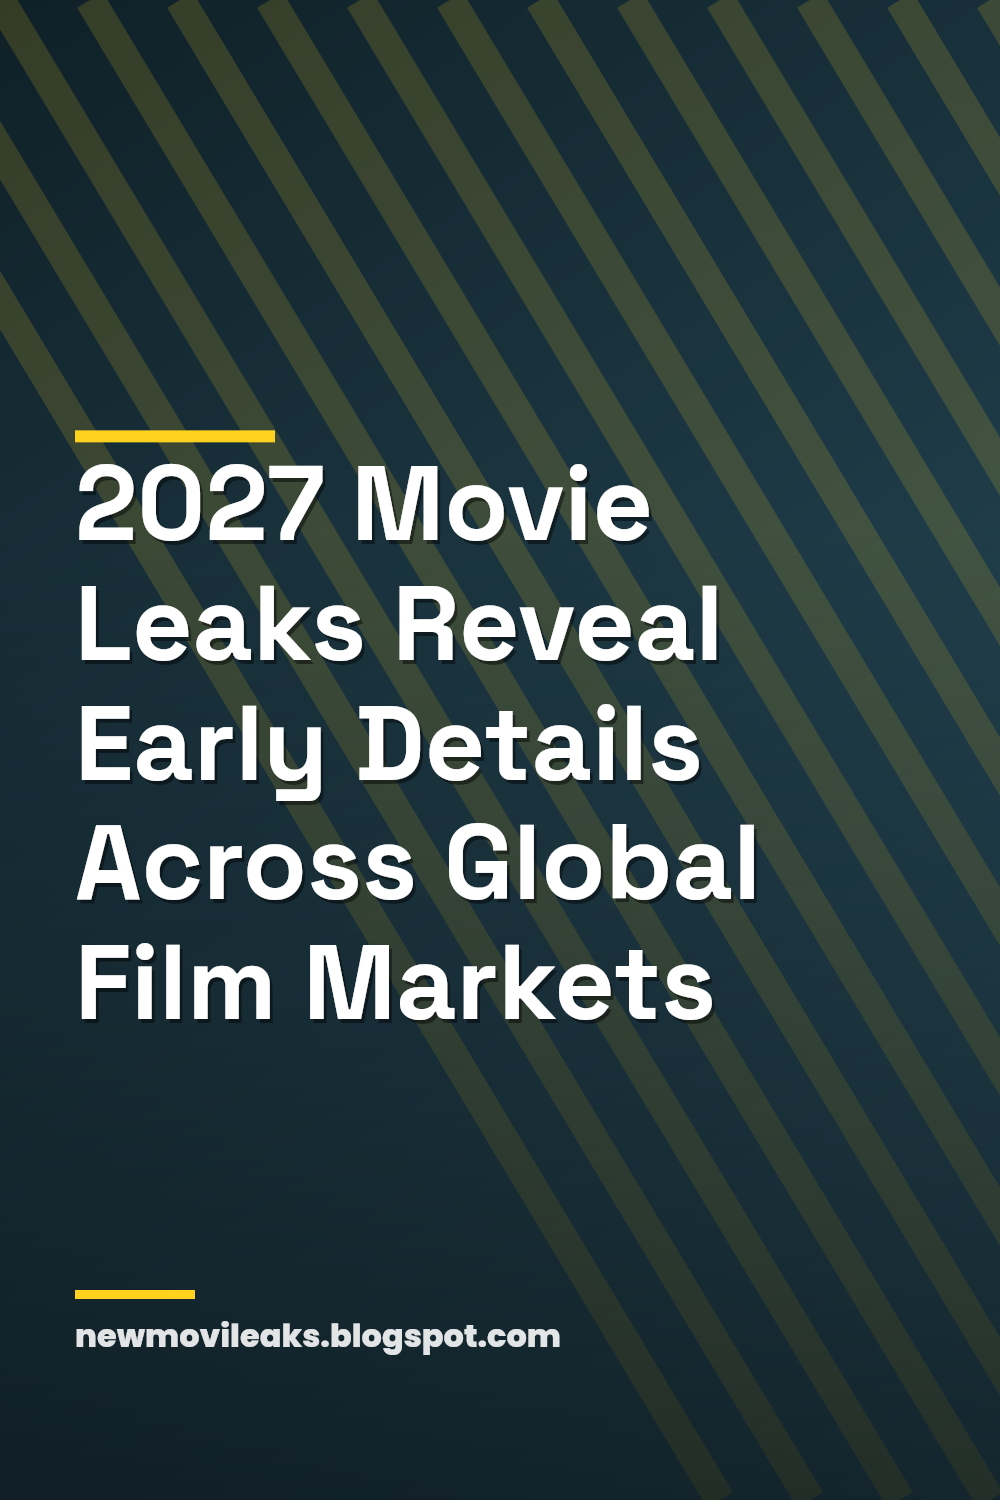 2027 Movie
Leaks Reveal
Early Details
Across Global
Film Markets
newmovileaks.blogspot.com